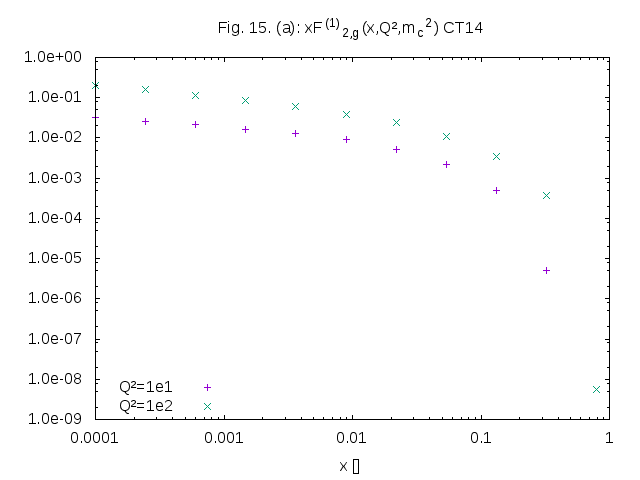 Fig. 15. (a): xF(1)2,g(x,Q²,mc2) CT14
1.0e+00
1.0e-01
1.0e-02
1.0e-03
1.0e-04
1.0e-05
1.0e-06
1.0e-07
1.0e-08
1.0e-09
Q²=1e1
Q²=1e2
0.0001 0.001 0.01 0.1 1
x []